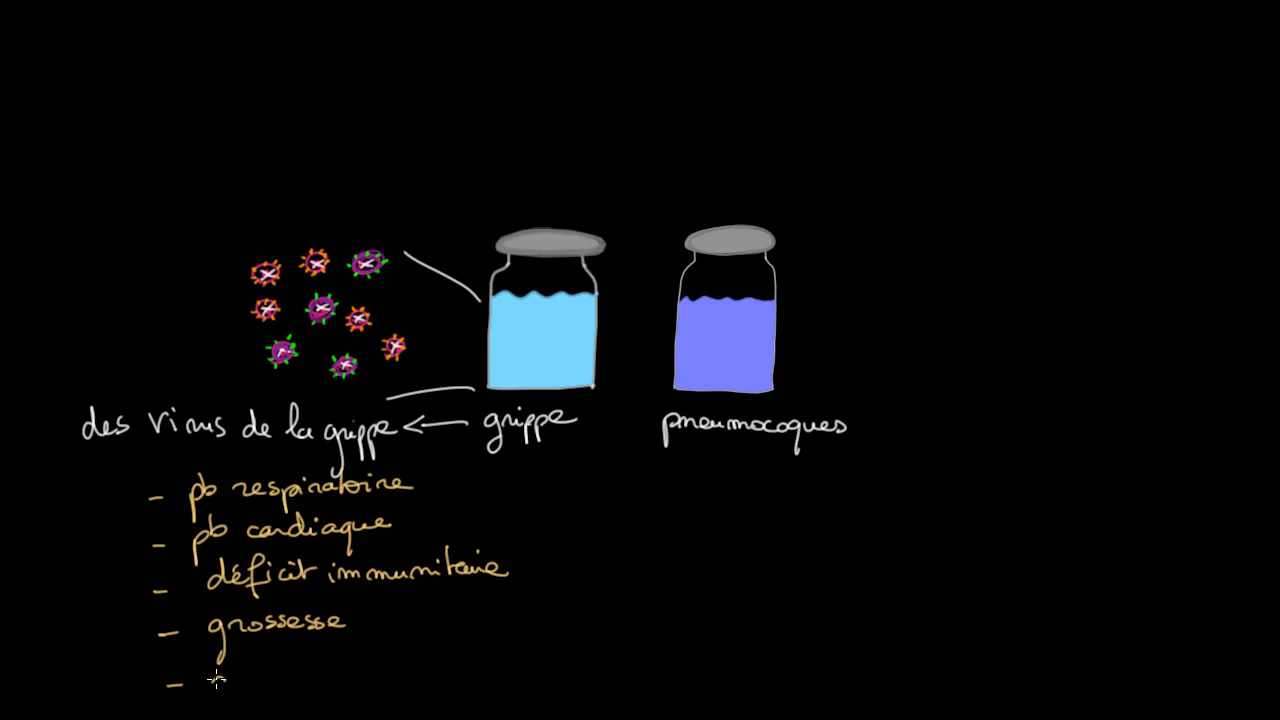 des virus de la grippe ← grippe
pneumocoques
- pb respiratoire
- pb cardiaque
- déficit immunitaire
- grossesse
-